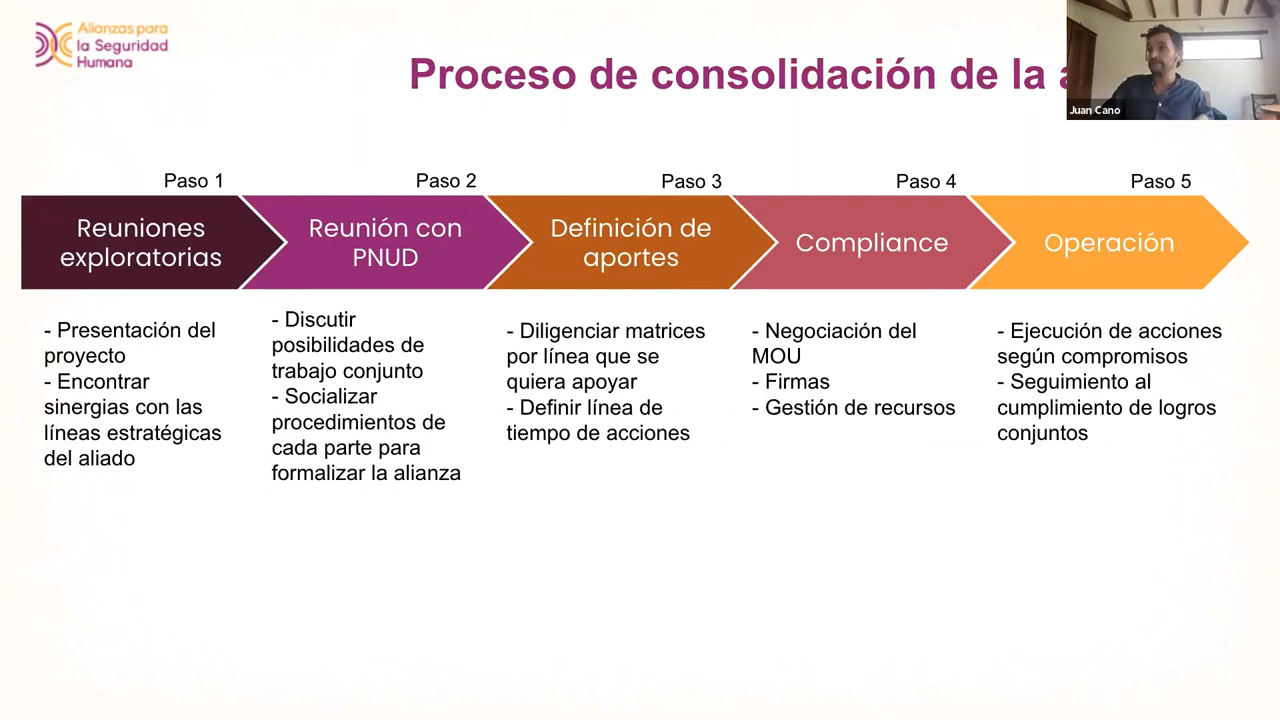 Alianzas para
la Seguridad
Humana
Proceso de consolidación de la
Juan Cano
Paso 1
Reuniones
exploratorias
- Presentación del
proyecto
- Encontrar
sinergias con las
líneas estratégicas
del aliado
Paso 2
Reunión con
PNUD
- Discutir
posibilidades de
trabajo conjunto
- Socializar
procedimientos de
cada parte para
formalizar la alianza
Paso 3
Definición de
aportes
- Diligenciar matrices
por línea que se
quiera apoyar
- Definir línea de
tiempo de acciones
Paso 4
Compliance
- Negociación del
MOU
- Firmas
- Gestión de recursos
Paso 5
Operación
- Ejecución de acciones
según compromisos
- Seguimiento al
cumplimiento de logros
conjuntos